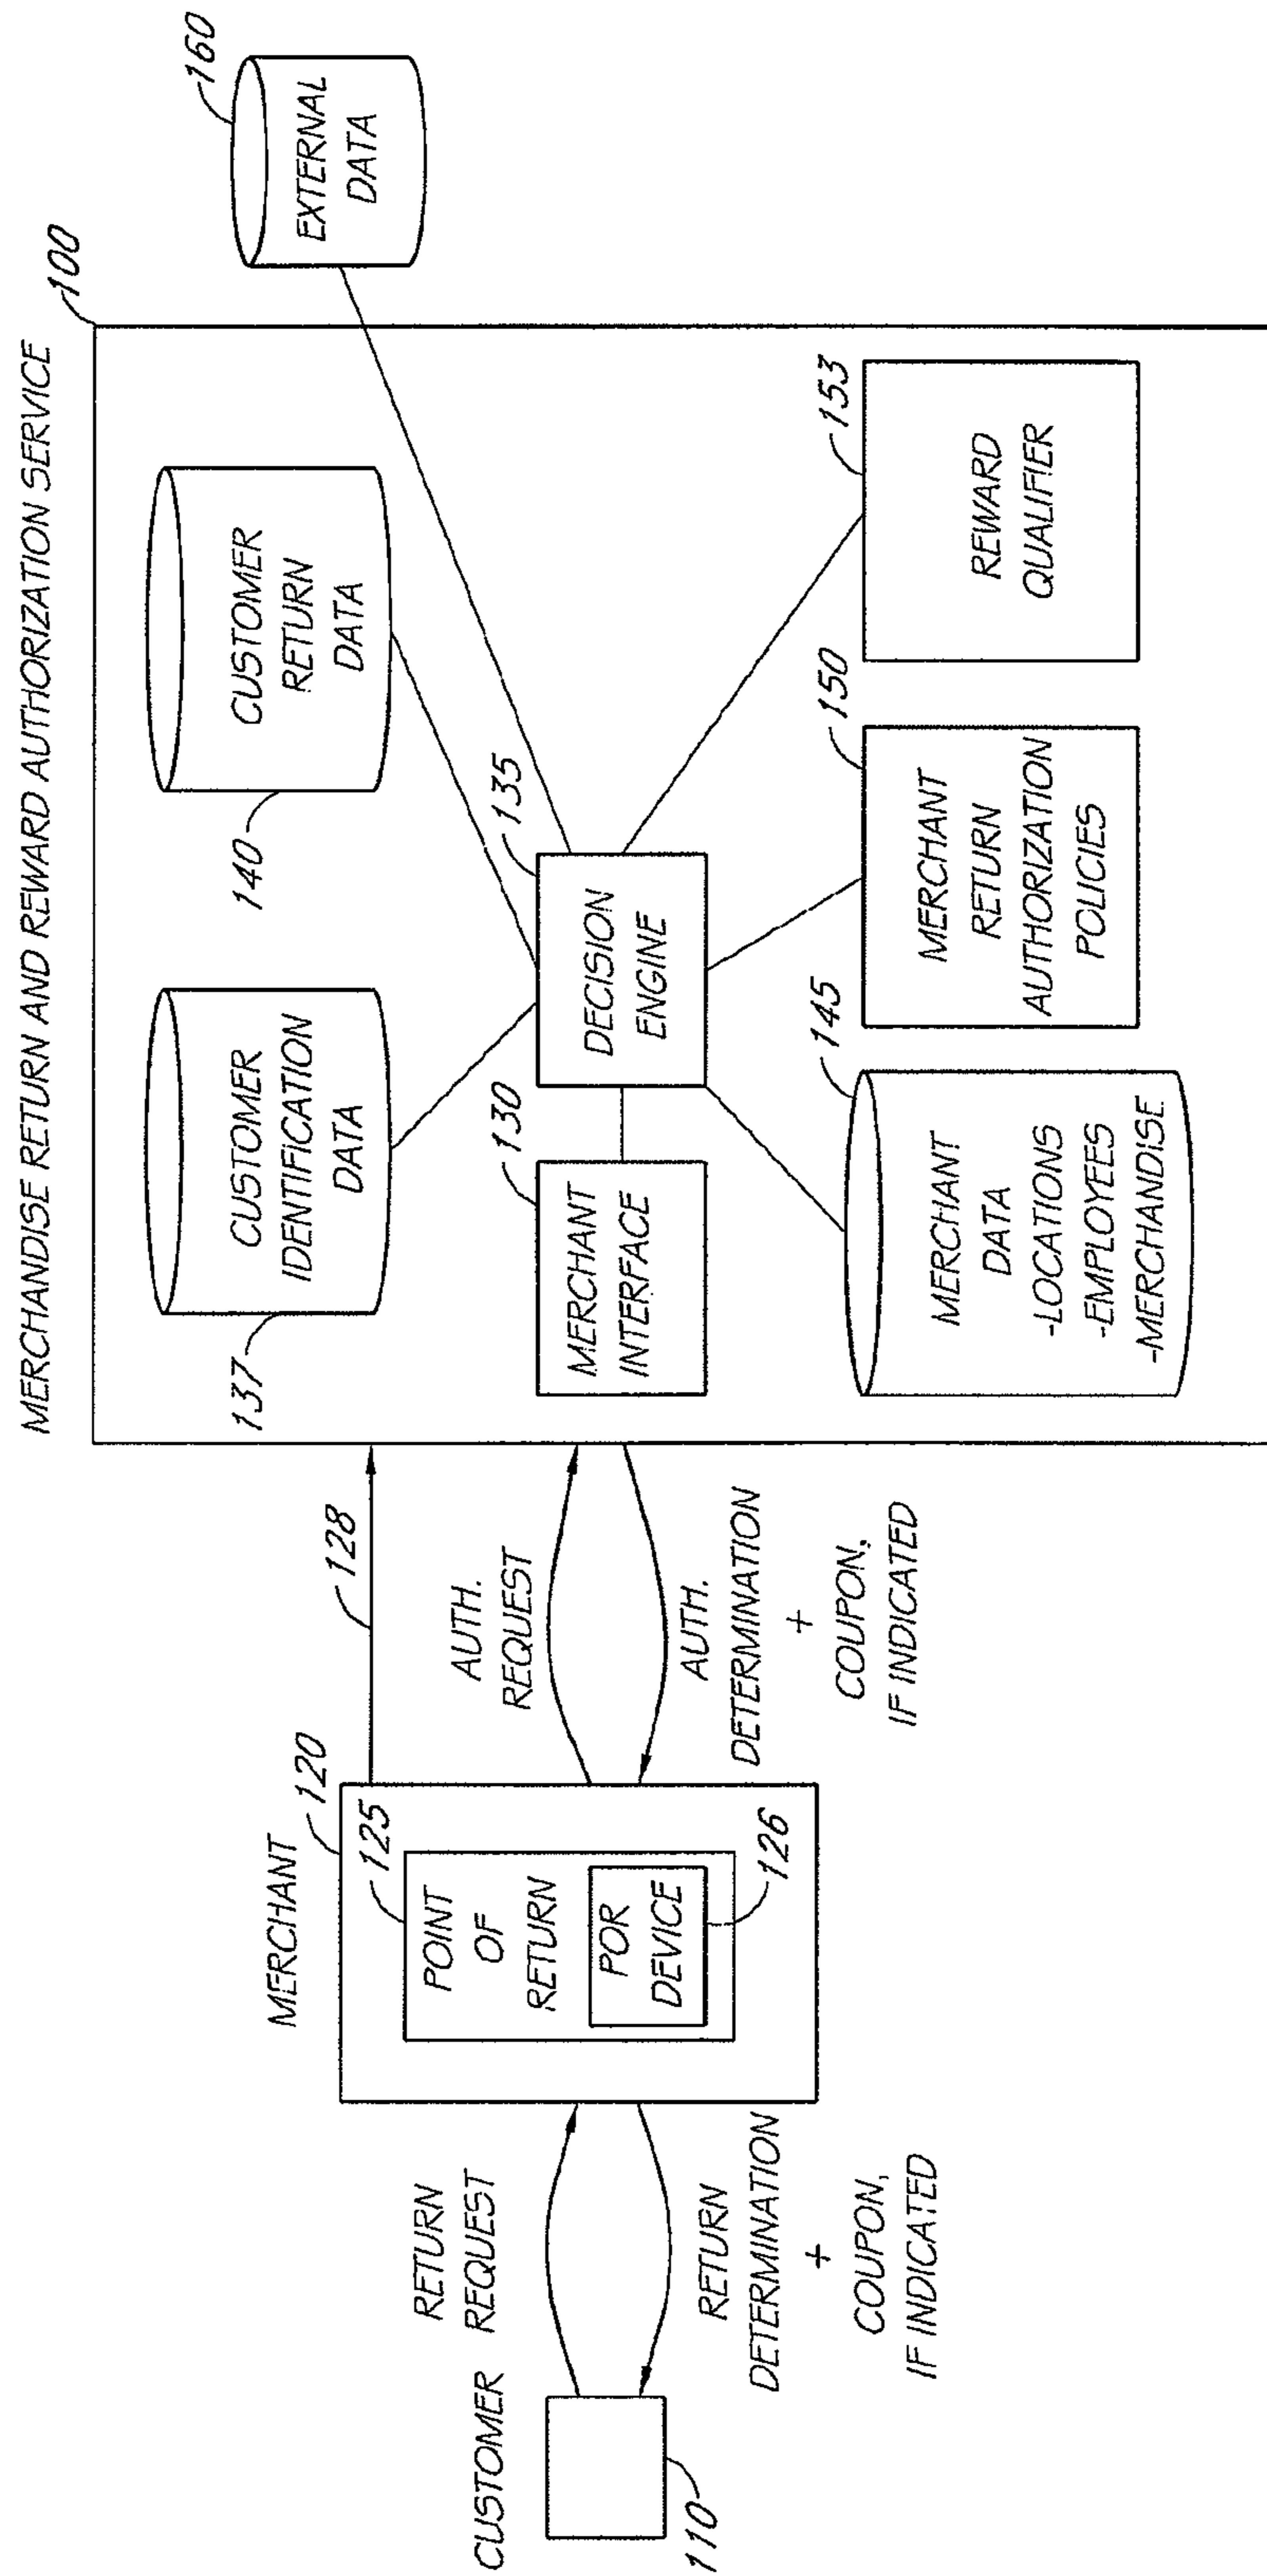 MERCHANDISE RETURN AND REWARD AUTHORIZATION SERVICE
100
160
EXTERNAL
DATA
137
CUSTOMER
IDENTIFICATION
DATA
140
CUSTOMER
RETURN
DATA
130
MERCHANT
INTERFACE
135
DECISION
ENGINE
145
MERCHANT
DATA
-LOCATIONS
-EMPLOYEES
-MERCHANDISE
150
MERCHANT
RETURN
AUTHORIZATION
POLICIES
153
REWARD
QUALIFIER
128
AUTH.
REQUEST
AUTH.
DETERMINATION
+
COUPON,
IF INDICATED
MERCHANT
120
125
POINT
OF
RETURN
POR
DEVICE
126
RETURN
REQUEST
RETURN
DETERMINATION
+
COUPON,
IF INDICATED
CUSTOMER
110